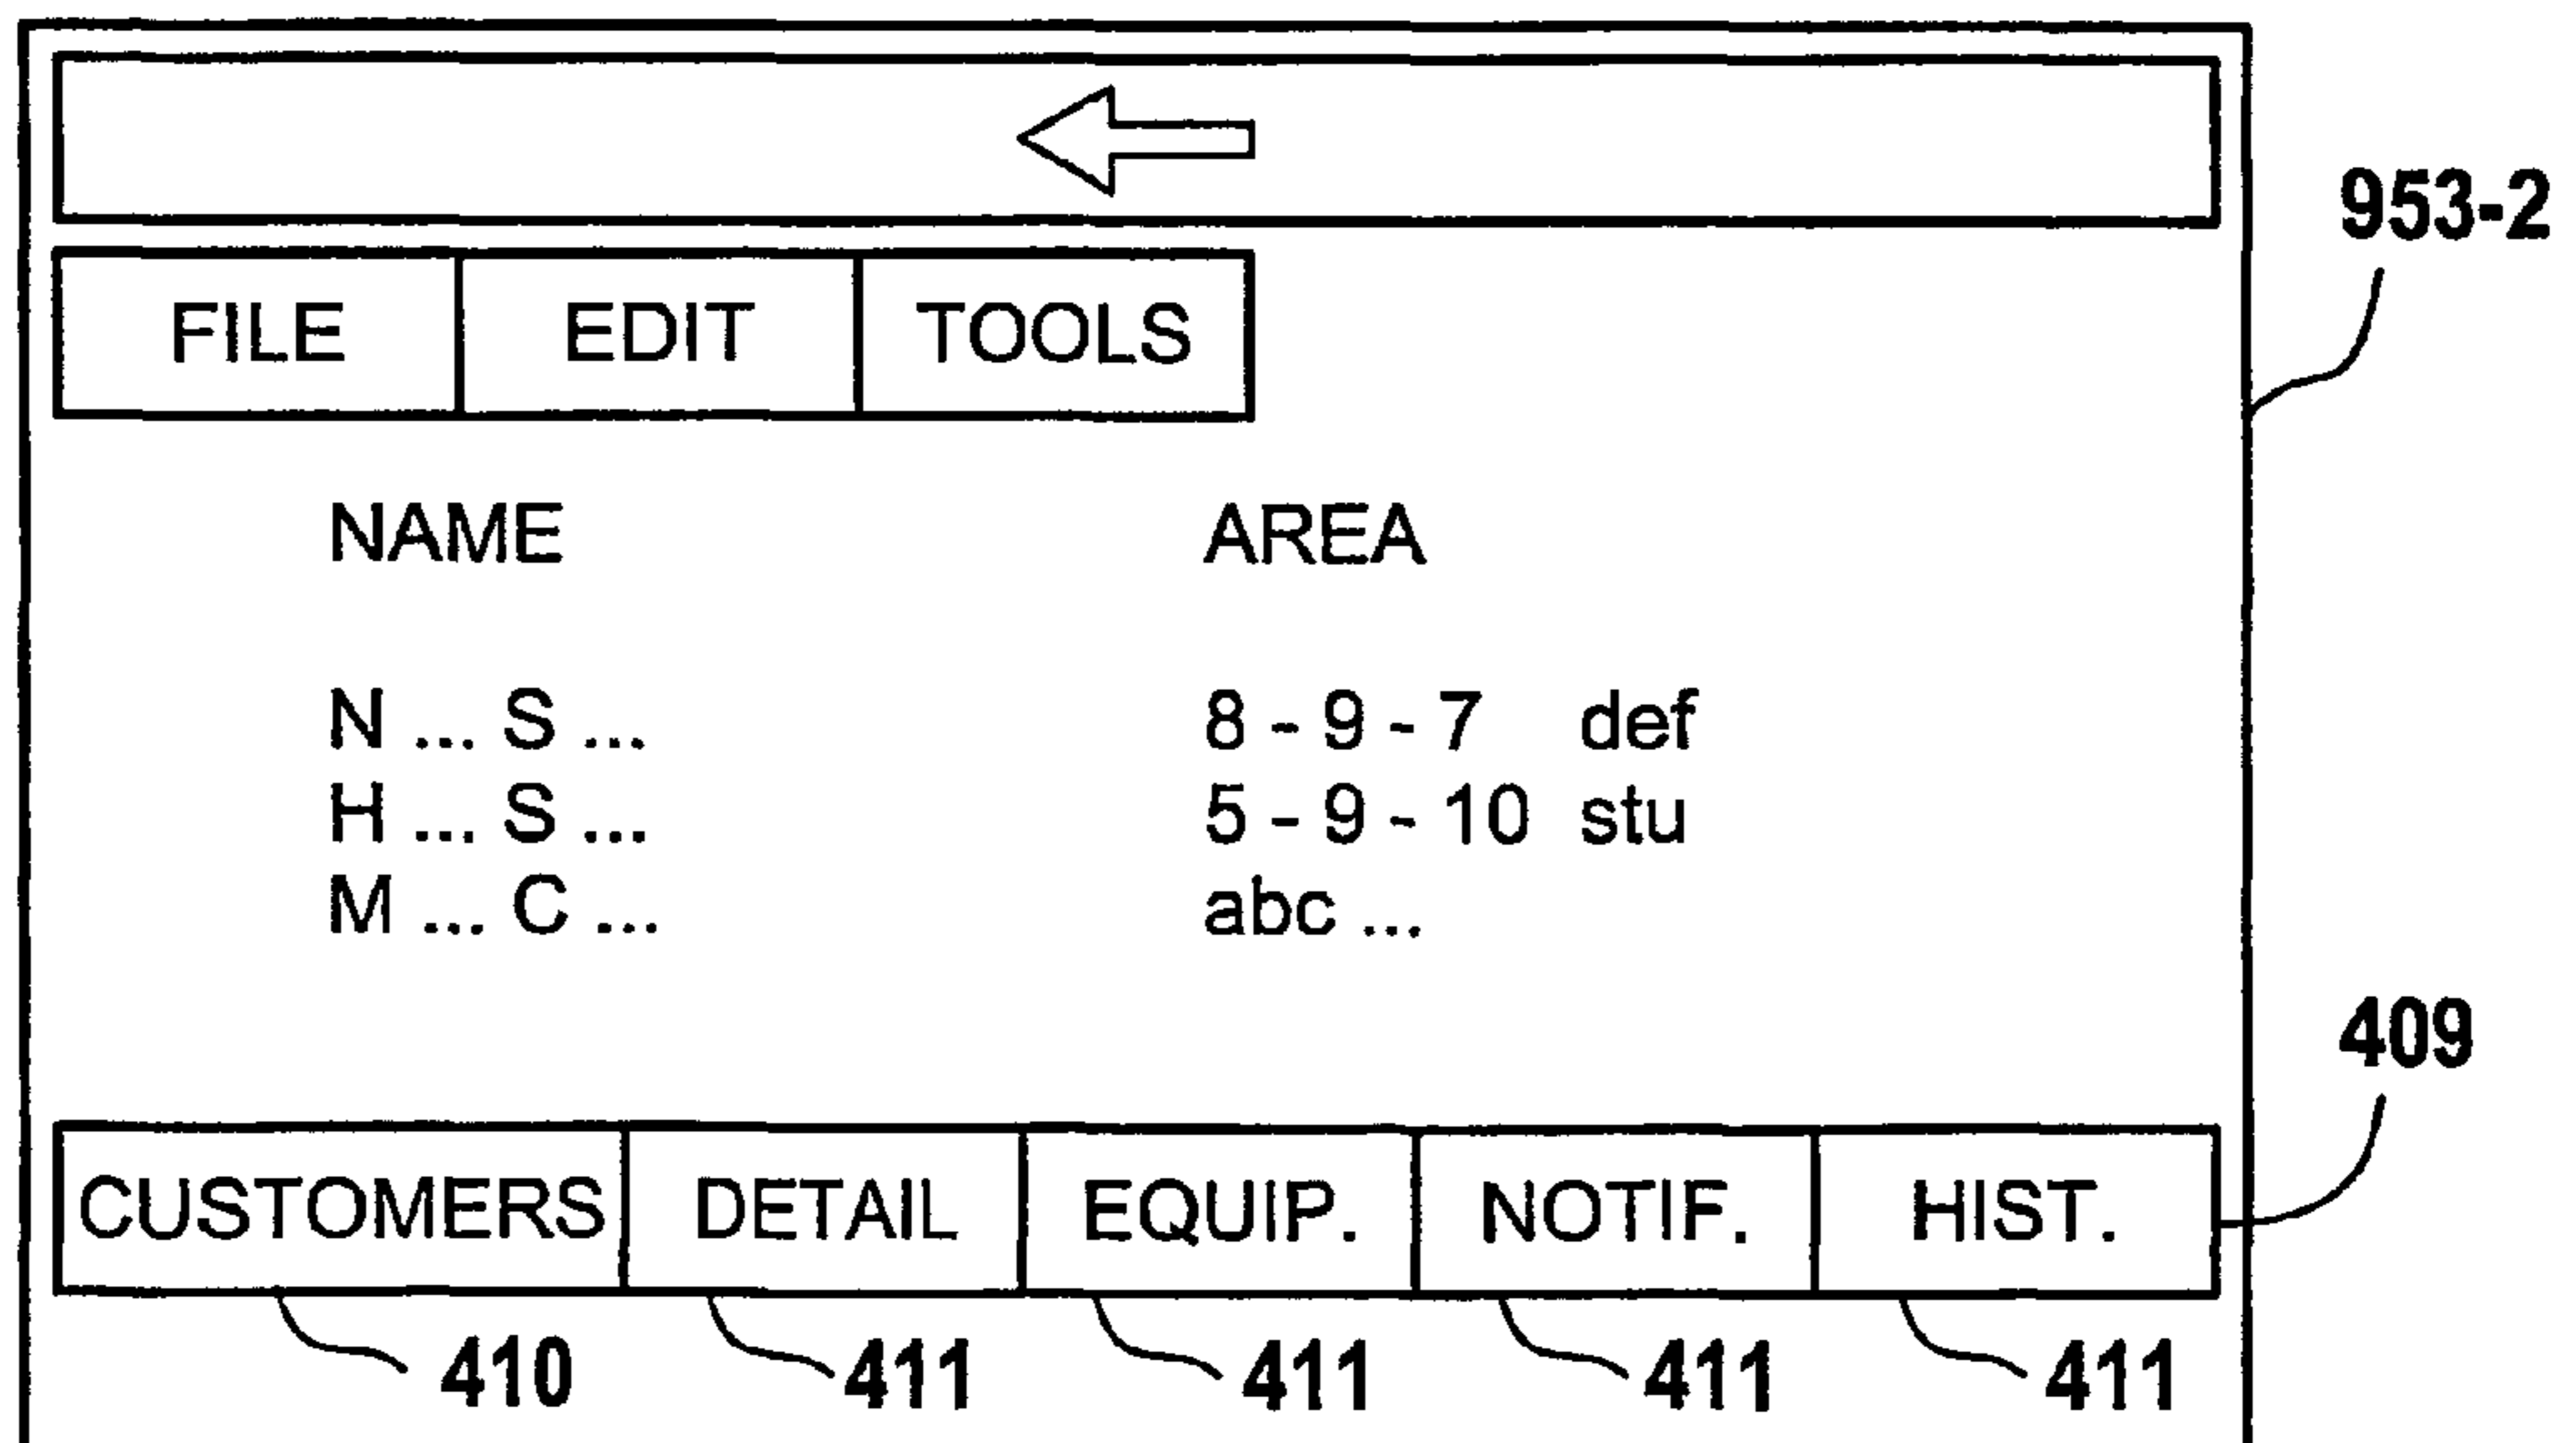 953-2
FILE EDIT TOOLS
NAME AREA
N ... S ... 8 - 9 - 7 def
H ... S ... 5 - 9 - 10 stu
M ... C ... abc ...
409
CUSTOMERS DETAIL EQUIP. NOTIF. HIST.
410 411 411 411 411